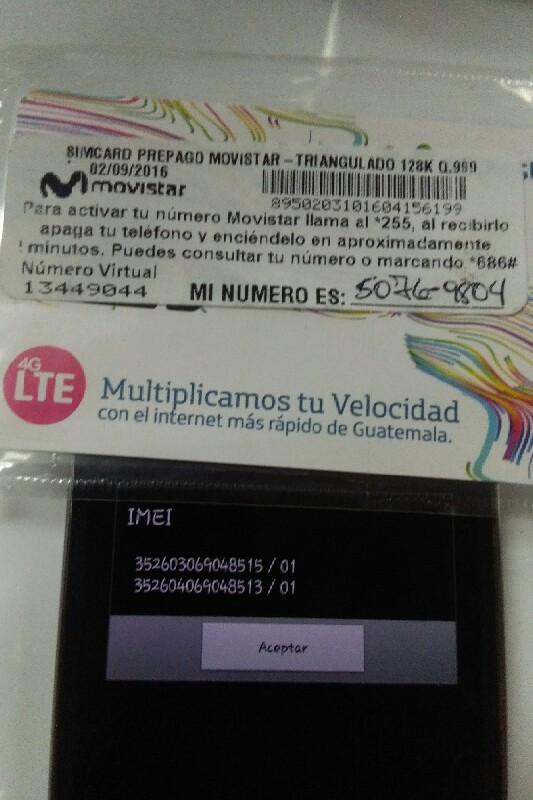 SIMCARD PREPAGO MOVISTAR - TRIANGULADO 128K Q.989
02/09/2016
movistar
8950203101604156199
Para activar tu número Movistar llama al *255, al recibirlo
apaga tu teléfono y enciéndelo en aproximadamente
minutos. Puedes consultar tu número o marcando *686#
Número Virtual
13449044
MI NUMERO ES: 5076-9804
4G
LTE
Multiplicamos tu Velocidad
con el internet más rápido de Guatemala.
IMEI
352603069048515 / 01
352604069048513 / 01
Aceptar